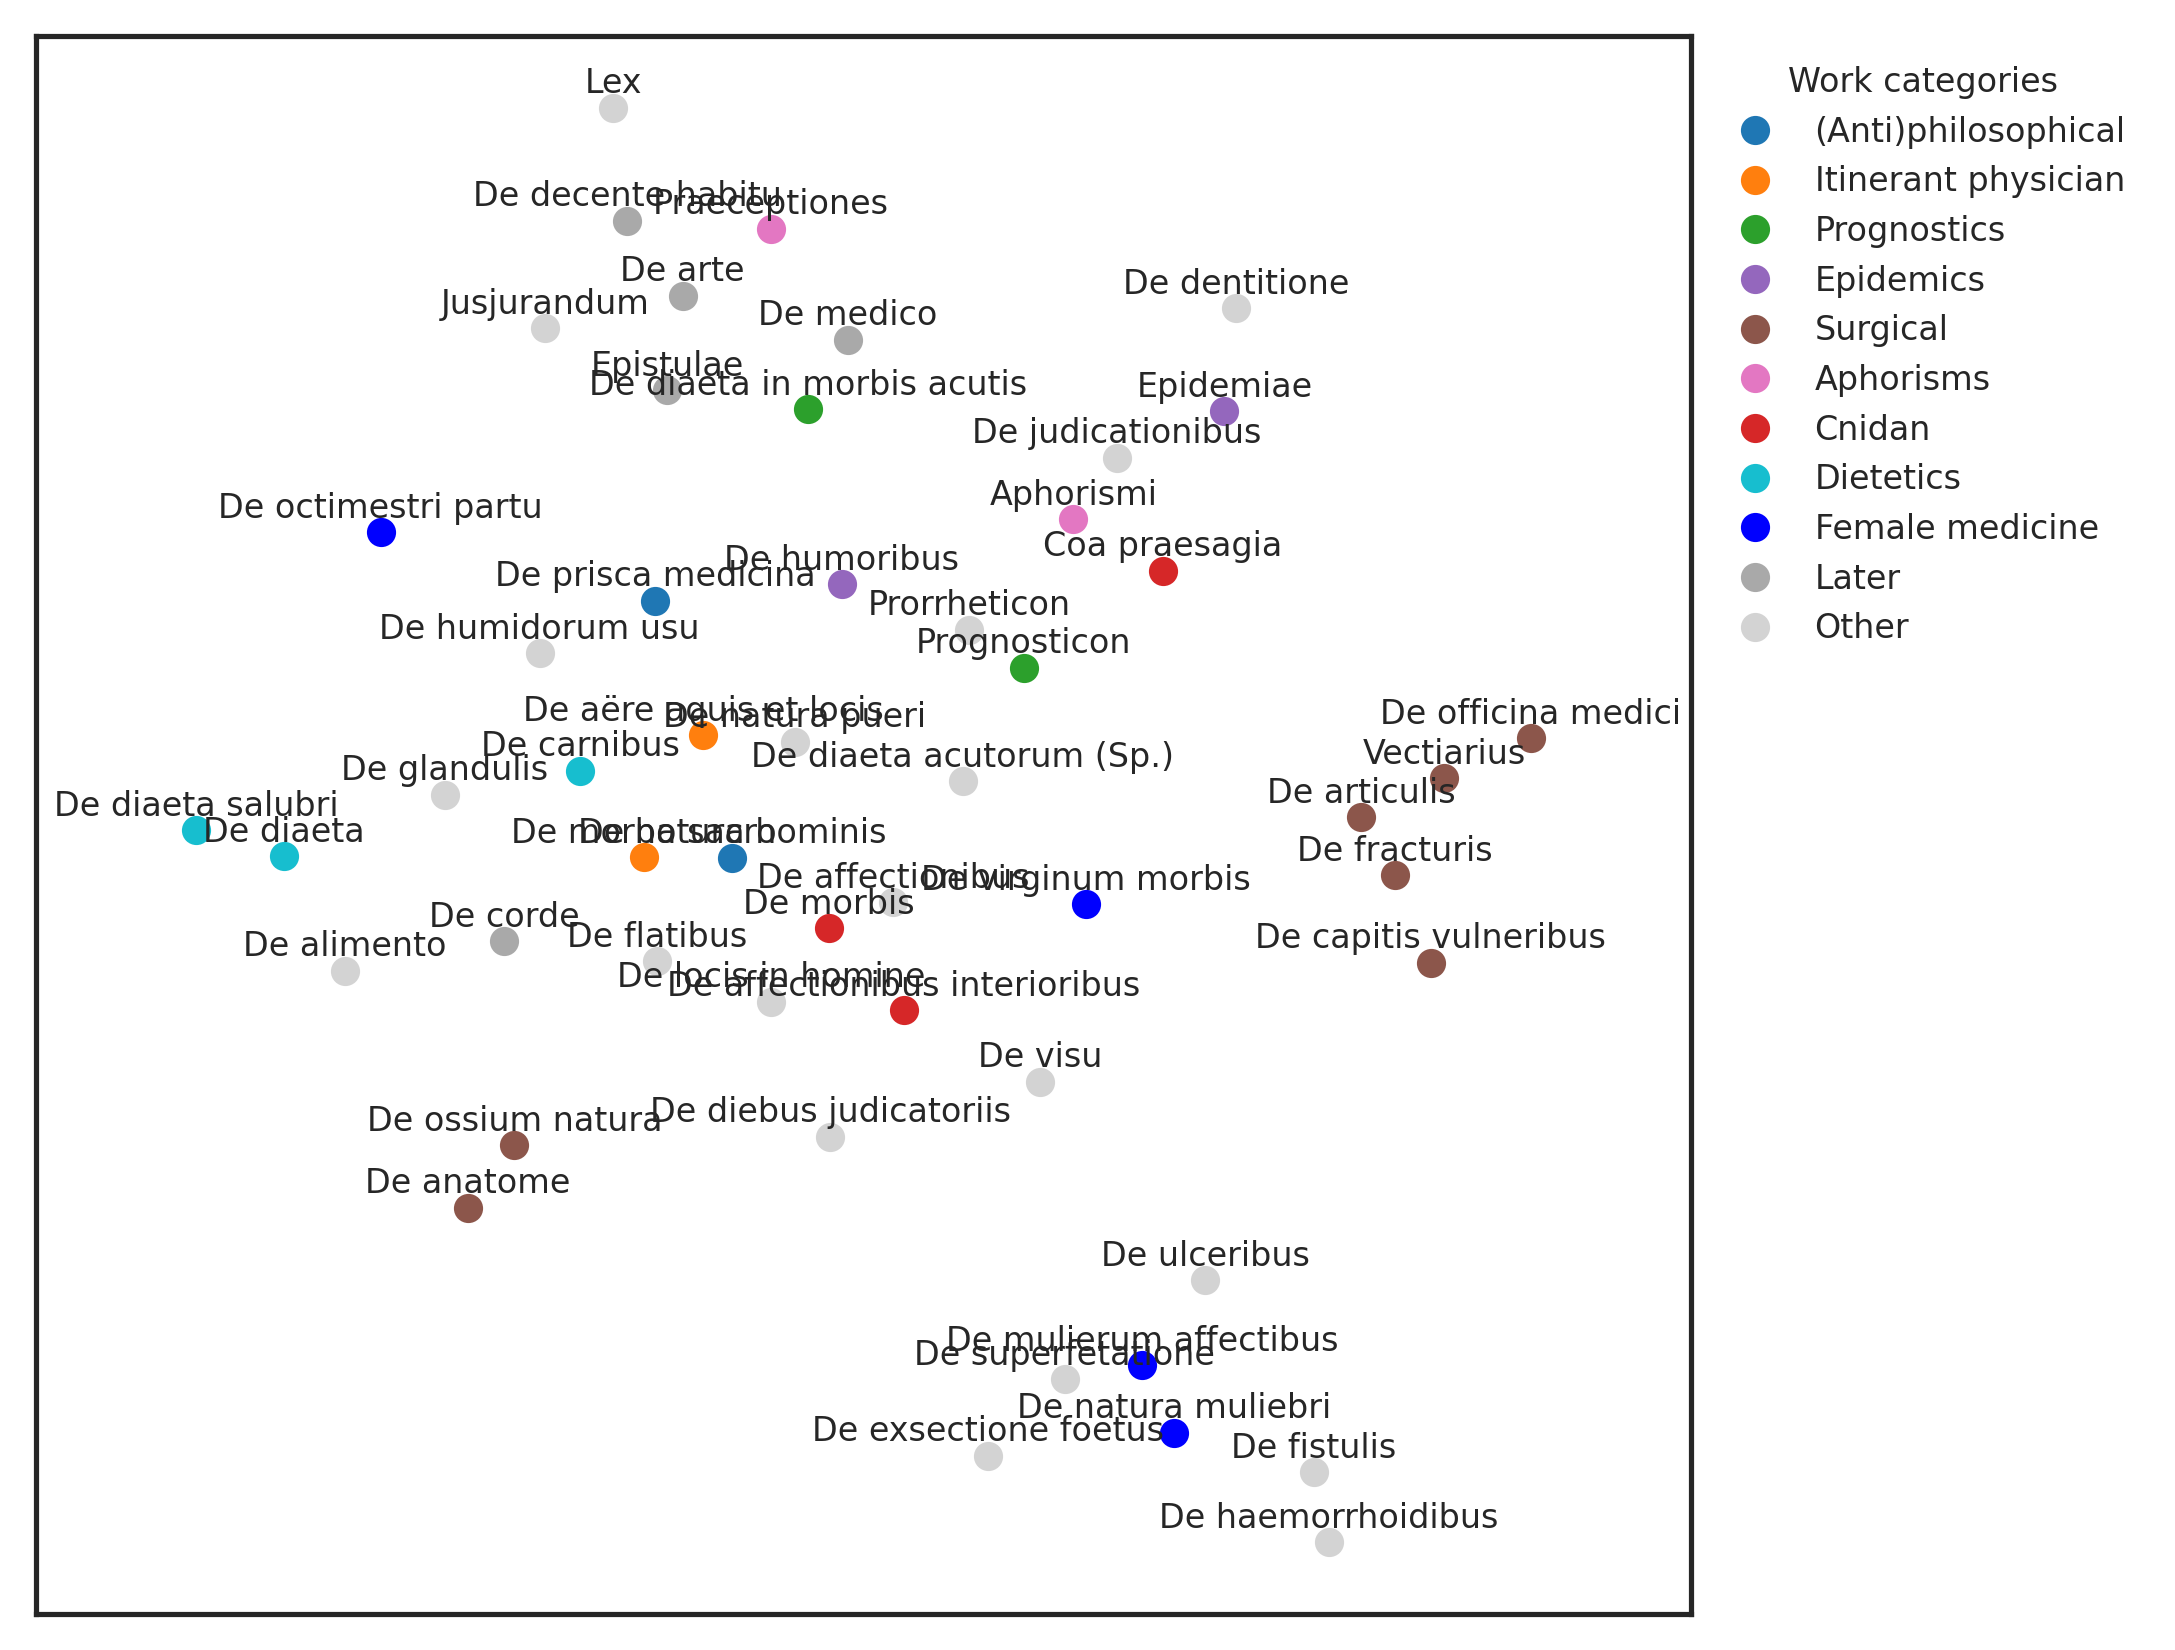 Lex
De decente habitu
Praeceptiones
De arte
De dentitione
Jusjurandum
De medico
Epistulae
De diaeta in morbis acutis
Epidemiae
De judicationibus
Aphorismi
De octimestri partu
Coa praesagia
De humoribus
De prisca medicina
Prorrheticon
De humidorum usu
Prognosticon
De aëre aquis et locis
De natura pueri
De officina medici
De carnibus
De diaeta acutorum (Sp.)
Vectiarius
De glandulis
De articulis
De diaeta salubri
De diaeta
De morbo sacro
De natura hominis
De fracturis
De affectionibus
De virginum morbis
De morbis
De corde
De flatibus
De capitis vulneribus
De alimento
De locis in homine
De affectionibus interioribus
De visu
De ossium natura
De diebus judicatoriis
De anatome
De ulceribus
De mulierum affectibus
De superfetatione
De natura muliebri
De exsectione foetus
De fistulis
De haemorrhoidibus
Work categories
(Anti)philosophical
Itinerant physician
Prognostics
Epidemics
Surgical
Aphorisms
Cnidan
Dietetics
Female medicine
Later
Other